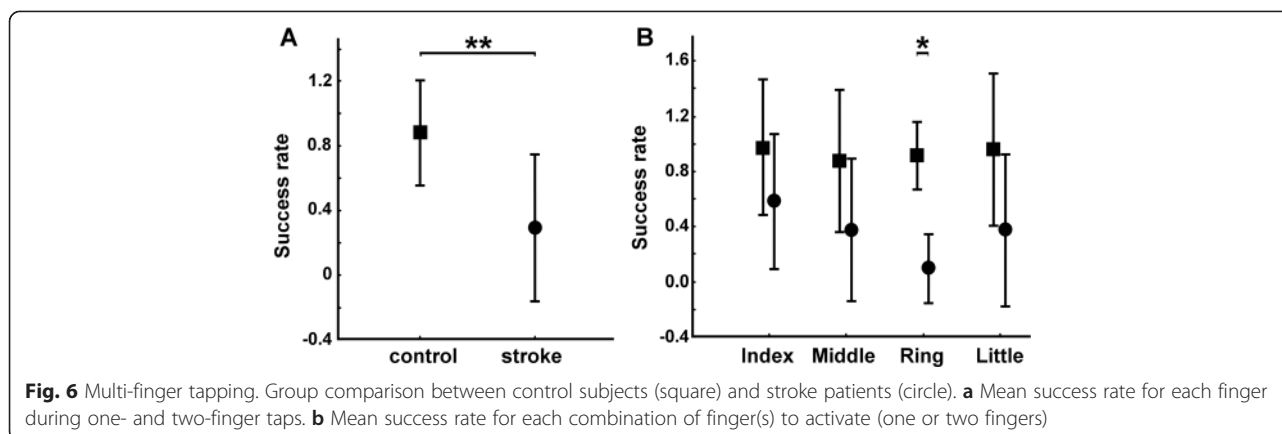 A
**
Success rate
1.2
0.8
0.4
0
-0.4
control stroke
B
*
Success rate
1.6
1.2
0.8
0.4
0.0
-0.4
Index Middle Ring Little
Fig. 6 Multi-finger tapping. Group comparison between control subjects (square) and stroke patients (circle). a Mean success rate for each finger
during one- and two-finger taps. b Mean success rate for each combination of finger(s) to activate (one or two fingers)